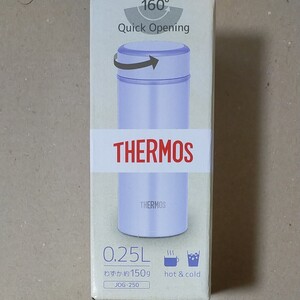 160°
Quick Opening
THERMOS
THERMOS
0.25L
わずか約150g
JOG-250
hot & cold